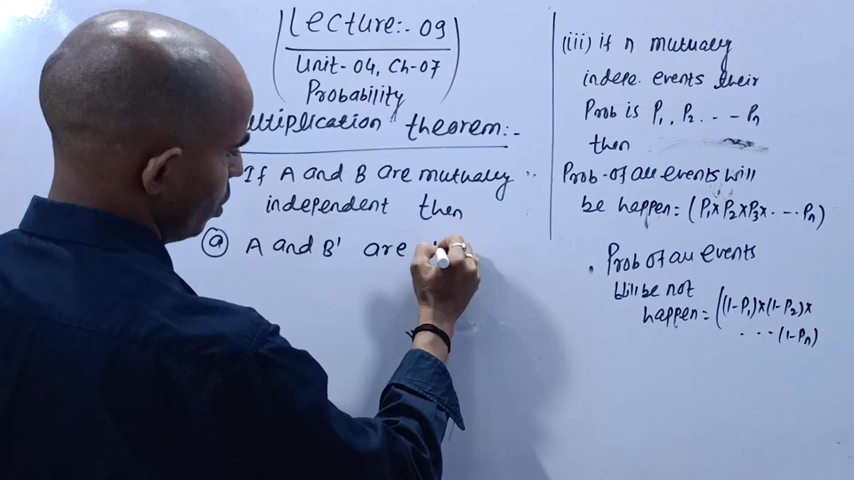 Lecture:- 09
Unit-04, Ch-07
Probability
ultiplication theorem:-
If A and B are mutually
independent then
(a) A and B' are
(iii) if n mutually
indepe. events their
Prob is P₁, P₂ . . - - Pn
then
Prob. of all events will
be happen = (P₁×P₂×P₃×. -. . Pn)
. Prob of all events
will be not
happen = ((1-P₁)×(1-P₂)×
. . . - (1-Pn)